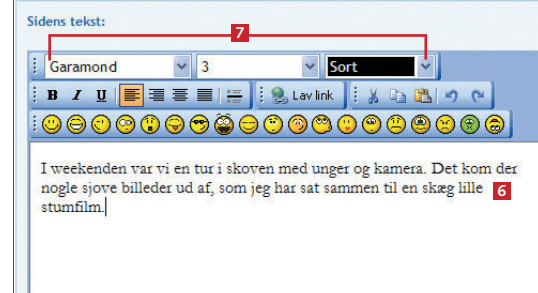 Sidens tekst:
7
Garamond 3 Sort
B I U Lav link
I weekenden var vi en tur i skoven med unger og kamera. Det kom der
nogle sjove billeder ud af, som jeg har sat sammen til en skæg lille 6
stumfilm.